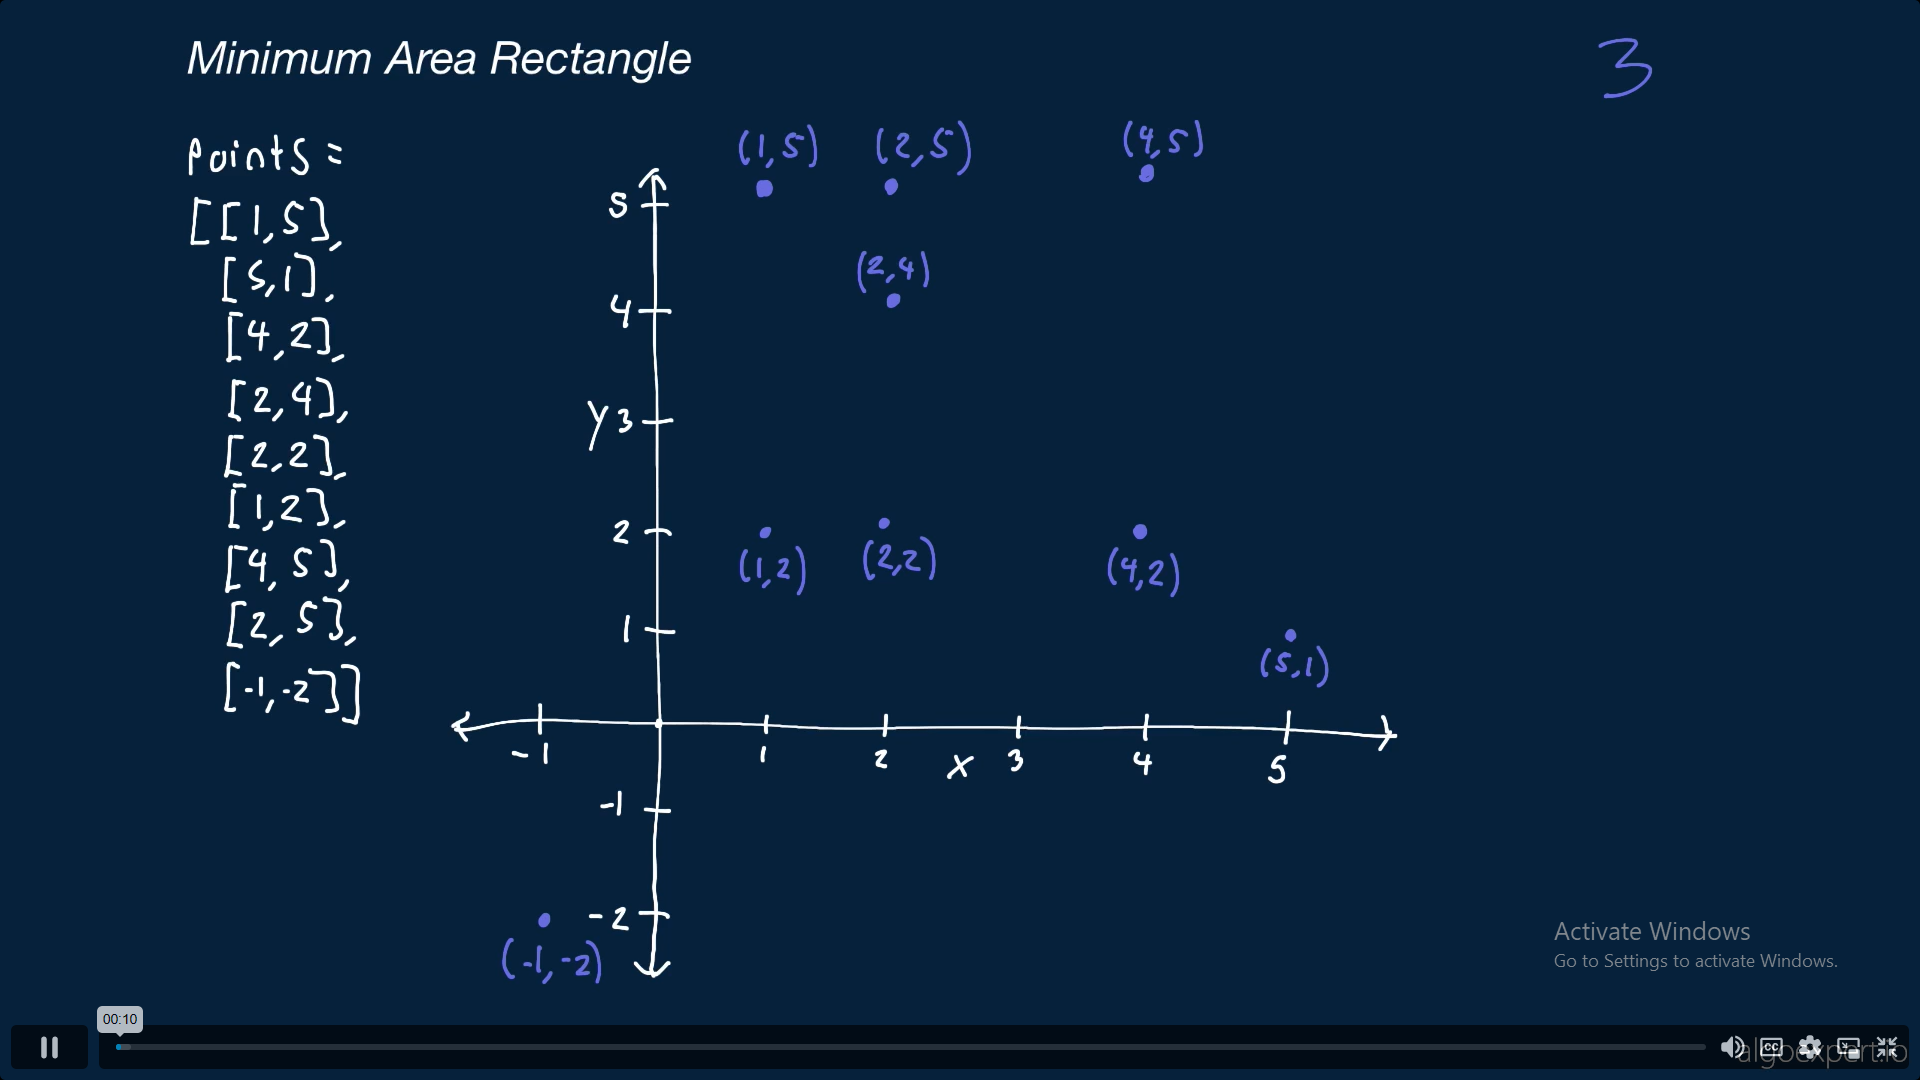 Minimum Area Rectangle
3
points =
[[1,5],
[5,1],
[4,2],
[2,4],
[2,2],
[1,2],
[4,5],
[2,5],
[-1,-2]]
(1,5) (2,5) (4,5)
5
(2,4)
4
y 3
2
(1,2) (2,2) (4,2)
1
(5,1)
-1 1 2 x 3 4 5
-1
-2
(-1,-2)
Activate Windows
Go to Settings to activate Windows.
00:10
CC
algoexpert.io